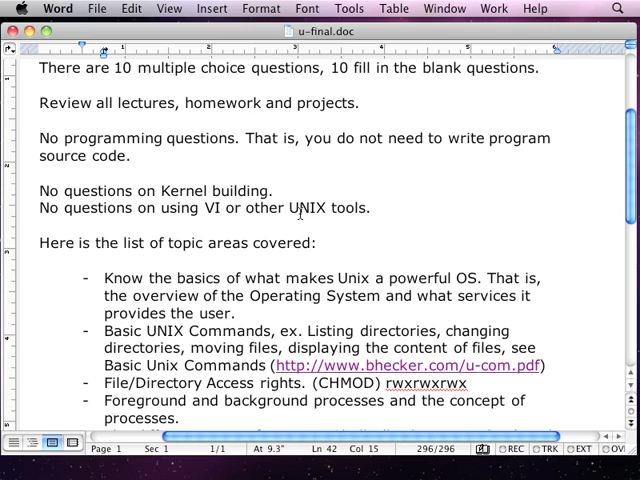 Word File Edit View Insert Format Font Tools Table Window Work Help
u-final.doc
1 2 3 4 5 6
There are 10 multiple choice questions, 10 fill in the blank questions.
Review all lectures, homework and projects.
No programming questions. That is, you do not need to write program
source code.
No questions on Kernel building.
No questions on using VI or other UNIX tools.
Here is the list of topic areas covered:
- Know the basics of what makes Unix a powerful OS. That is,
the overview of the Operating System and what services it
provides the user.
- Basic UNIX Commands, ex. Listing directories, changing
directories, moving files, displaying the content of files, see
Basic Unix Commands (http://www.bhecker.com/u-com.pdf)
- File/Directory Access rights. (CHMOD) rwxrwxrwx
- Foreground and background processes and the concept of
processes.
Page 1 Sec 1 1/1 At 9.3" Ln 42 Col 15 296/296 REC TRK EXT OV